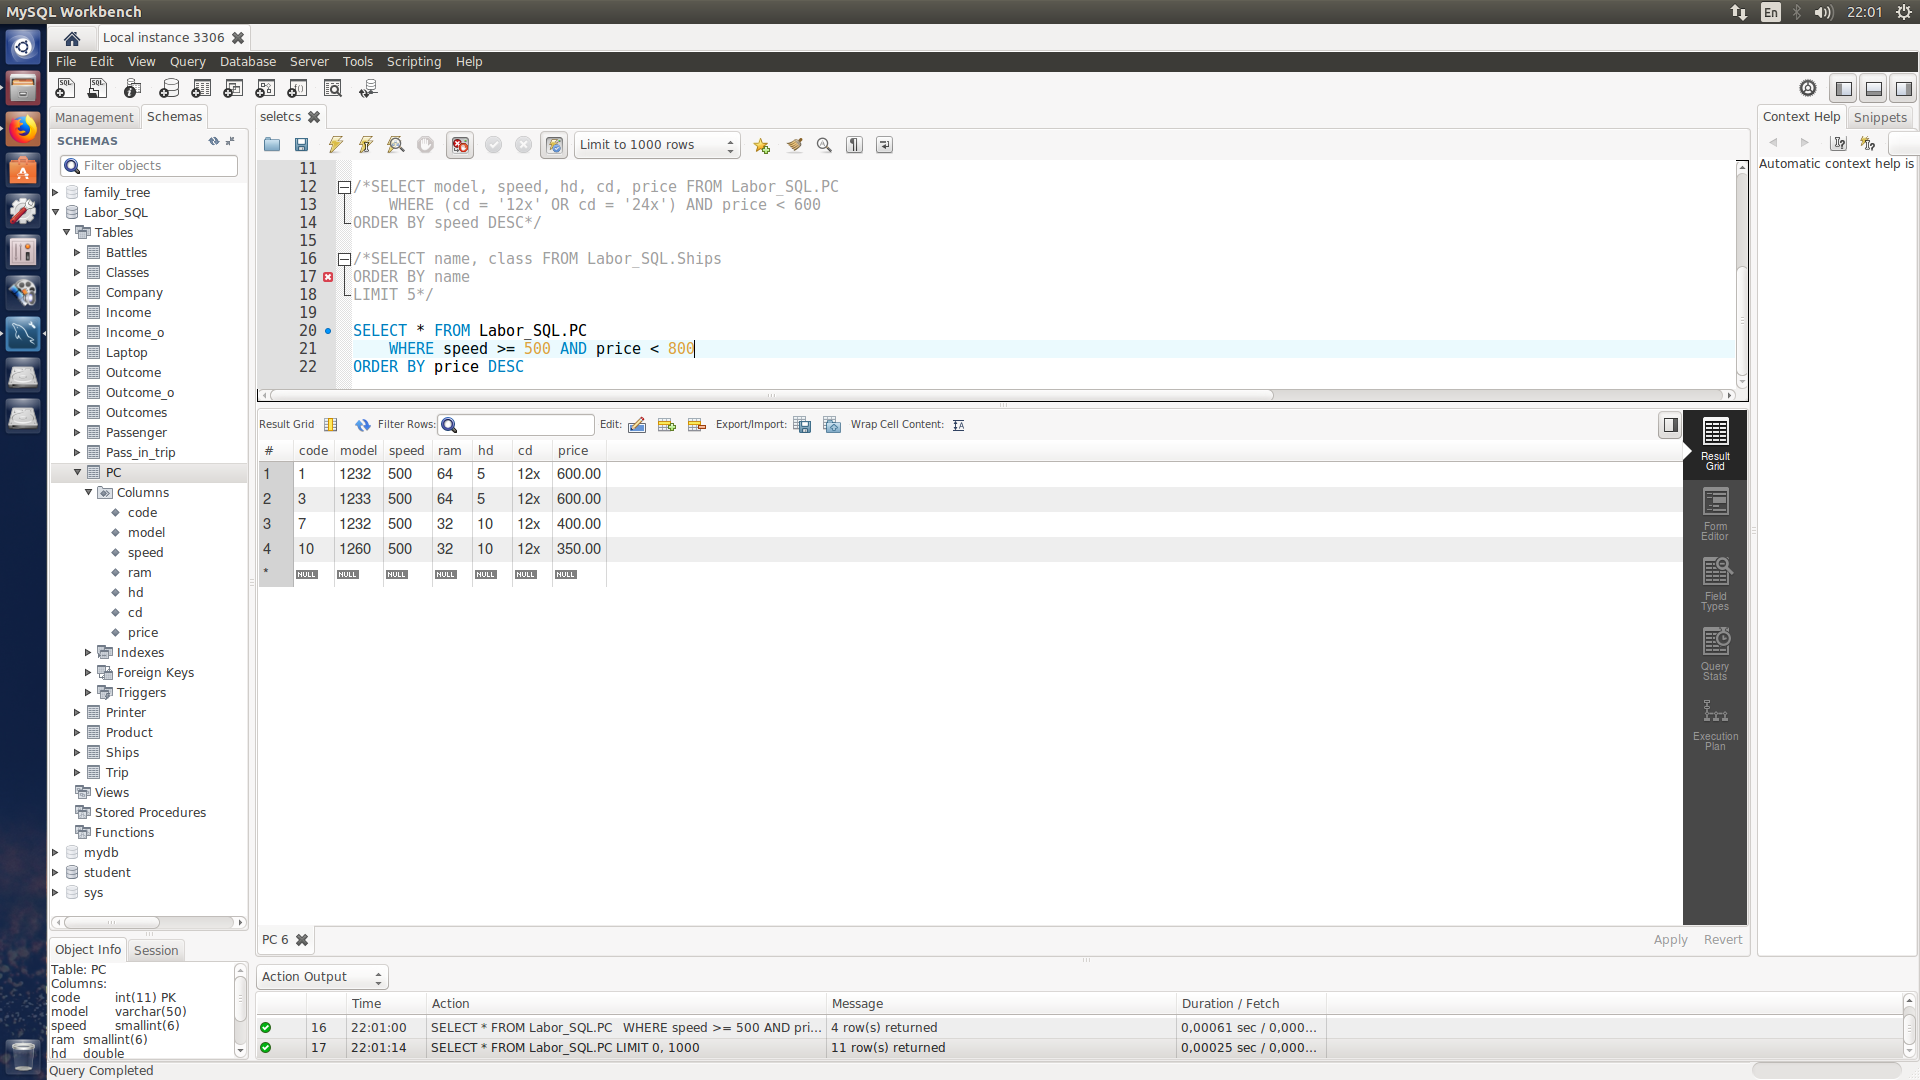 MySQL Workbench
En
22:01
Local instance 3306
File Edit View Query Database Server Tools Scripting Help
Management Schemas
SCHEMAS
Filter objects
family_tree
Labor_SQL
Tables
Battles
Classes
Company
Income
Income_o
Laptop
Outcome
Outcome_o
Outcomes
Passenger
Pass_in_trip
PC
Columns
code
model
speed
ram
hd
cd
price
Indexes
Foreign Keys
Triggers
Printer
Product
Ships
Trip
Views
Stored Procedures
Functions
mydb
student
sys
Object Info Session
Table: PC
Columns:
code int(11) PK
model varchar(50)
speed smallint(6)
ram smallint(6)
hd double
Query Completed
seletcs
Limit to 1000 rows
11
12 /*SELECT model, speed, hd, cd, price FROM Labor_SQL.PC
13 WHERE (cd = '12x' OR cd = '24x') AND price < 600
14 ORDER BY speed DESC*/
15
16 /*SELECT name, class FROM Labor_SQL.Ships
17 ORDER BY name
18 LIMIT 5*/
19
20 SELECT * FROM Labor_SQL.PC
21 WHERE speed >= 500 AND price < 800
22 ORDER BY price DESC
Result Grid Filter Rows: Edit: Export/Import: Wrap Cell Content:
# code model speed ram hd cd price
1 1 1232 500 64 5 12x 600.00
2 3 1233 500 64 5 12x 600.00
3 7 1232 500 32 10 12x 400.00
4 10 1260 500 32 10 12x 350.00
* NULL NULL NULL NULL NULL NULL NULL
Result
Grid
Form
Editor
Field
Types
Query
Stats
Execution
Plan
PC 6
Apply Revert
Action Output
Time Action Message Duration / Fetch
16 22:01:00 SELECT * FROM Labor_SQL.PC WHERE speed >= 500 AND pri... 4 row(s) returned 0,00061 sec / 0,000...
17 22:01:14 SELECT * FROM Labor_SQL.PC LIMIT 0, 1000 11 row(s) returned 0,00025 sec / 0,000...
Context Help Snippets
Automatic context help is